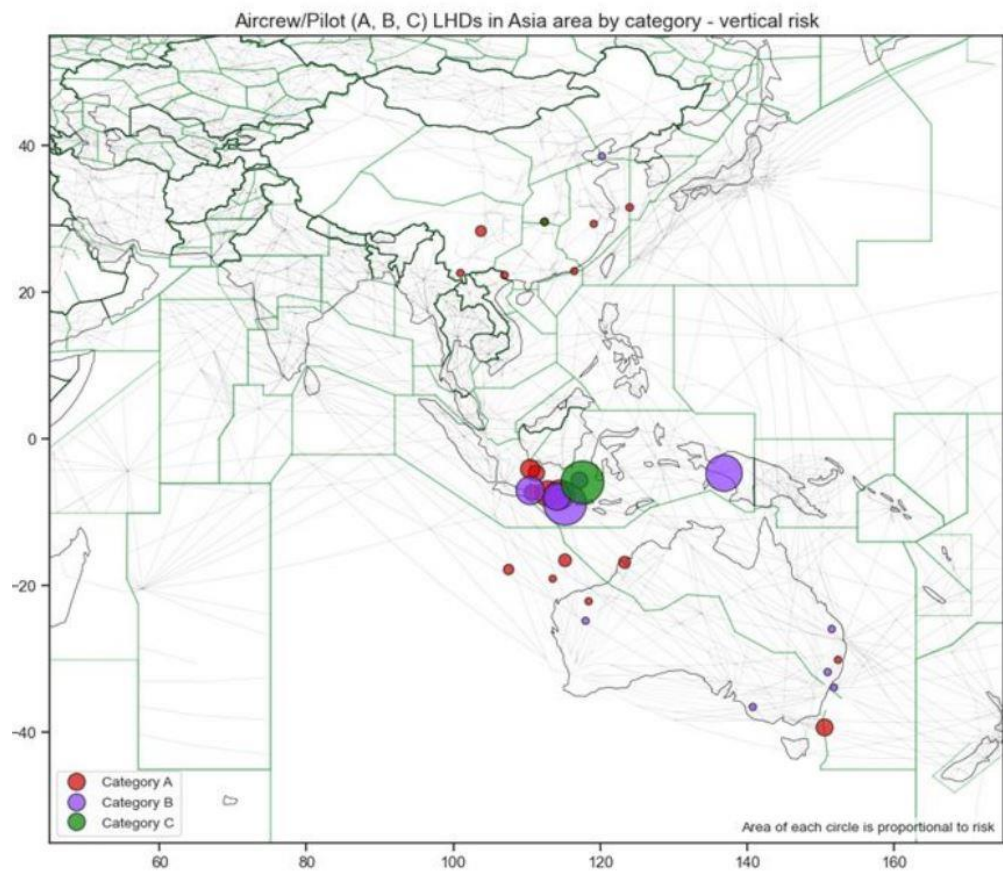 Aircrew/Pilot (A, B, C) LHDs in Asia area by category - vertical risk
40
20
0
−20
−40
Category A
Category B
Category C
Area of each circle is proportional to risk
60 80 100 120 140 160